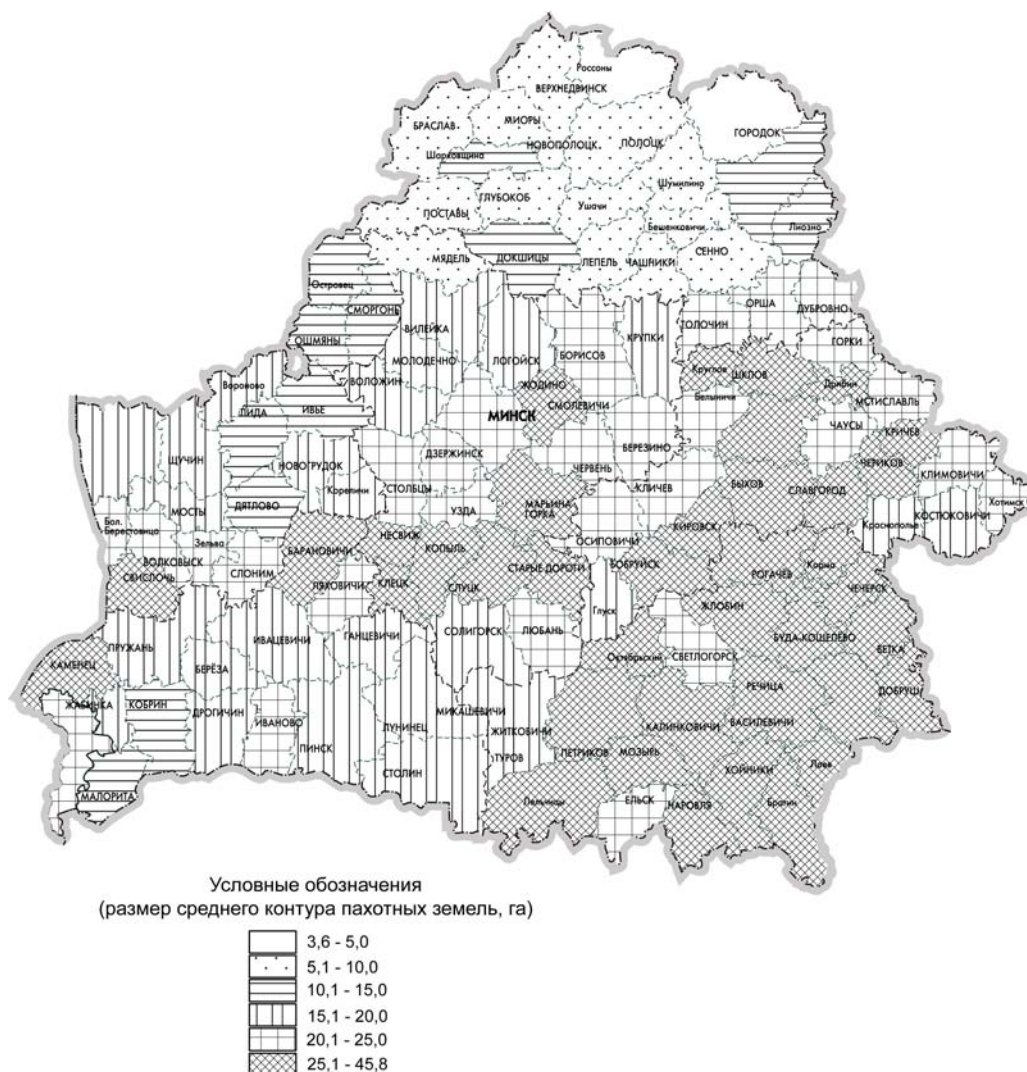 Россоны
ВЕРХНЕДВИНСК
БРАСЛАВ
МИОРЫ
ГОРОДОК
НОВОПОЛОЦК
ПОЛОЦК
Шарковщина
Шумилино
ГЛУБОКОБ
Ушачи
ПОСТАВЫ
Бешенковичи
Лиозно
МЯДЕЛЬ
ДОКШИЦЫ
ЛЕПЕЛЬ
ЧАШНИКИ
СЕННО
Островец
СМОРГОНЬ
ОРША
ДУБРОВНО
ВИЛЕЙКА
ТОЛОЧИН
ОШМЯНЫ
КРУПКИ
ГОРКИ
МОЛОДЕЧНО
ЛОГОЙСК
БОРИСОВ
Круглое
ШКЛОВ
Вороново
ВОЛОЖИН
ЖОДИНО
Дрибин
Белыничи
МСТИСЛАВЛЬ
ЛИДА
ИВЬЕ
СМОЛЕВИЧИ
МИНСК
ЧАУСЫ
КРИЧЕВ
БЕРЕЗИНО
ЩУЧИН
ДЗЕРЖИНСК
ЧЕРИКОВ
НОВОГРУДОК
ЧЕРВЕНЬ
КЛИМОВИЧИ
Кореличи
СТОЛБЦЫ
КЛИЧЕВ
БЫХОВ
СЛАВГОРОД
Хотимск
МОСТЫ
ДЯТЛОВО
УЗДА
МАРЬИНА
ГОРКА
КОСТЮКОВИЧИ
Бол.
Берестовица
КИРОВСК
Краснополье
Зельва
НЕСВИЖ
ОСИПОВИЧИ
БАРАНОВИЧИ
КОПЫЛЬ
ВОЛКОВЫСК
БОБРУЙСК
Корма
СВИСЛОЧЬ
СЛОНИМ
ЛЯХОВИЧИ
КЛЕЦК
СЛУЦК
СТАРЫЕ ДОРОГИ
РОГАЧЁВ
ЧЕЧЕРСК
ЖЛОБИН
Глуск
СОЛИГОРСК
ЛЮБАНЬ
БУДА-КОШЕЛЁВО
ИВАЦЕВИЧИ
ГАНЦЕВИЧИ
ПРУЖАНЬ
ВЕТКА
Октябрьский
СВЕТЛОГОРСК
КАМЕНЕЦ
БЕРЁЗА
РЕЧИЦА
ДОБРУШ
ЖАБИНКА
КОБРИН
ДРОГИЧИН
МИКАШЕВИЧИ
ИВАНОВО
ВАСИЛЕВИЧИ
ЛУНИНЕЦ
ЖИТКОВИЧИ
КАЛИНКОВИЧИ
ПИНСК
ПЕТРИКОВ
МОЗЫРЬ
ТУРОВ
Лоев
СТОЛИН
ХОЙНИКИ
МАЛОРИТА
Лельчицы
ЕЛЬСК
НАРОВЛЯ
Брагин
Условные обозначения
(размер среднего контура пахотных земель, га)
3,6 - 5,0
5,1 - 10,0
10,1 - 15,0
15,1 - 20,0
20,1 - 25,0
25,1 - 45,8